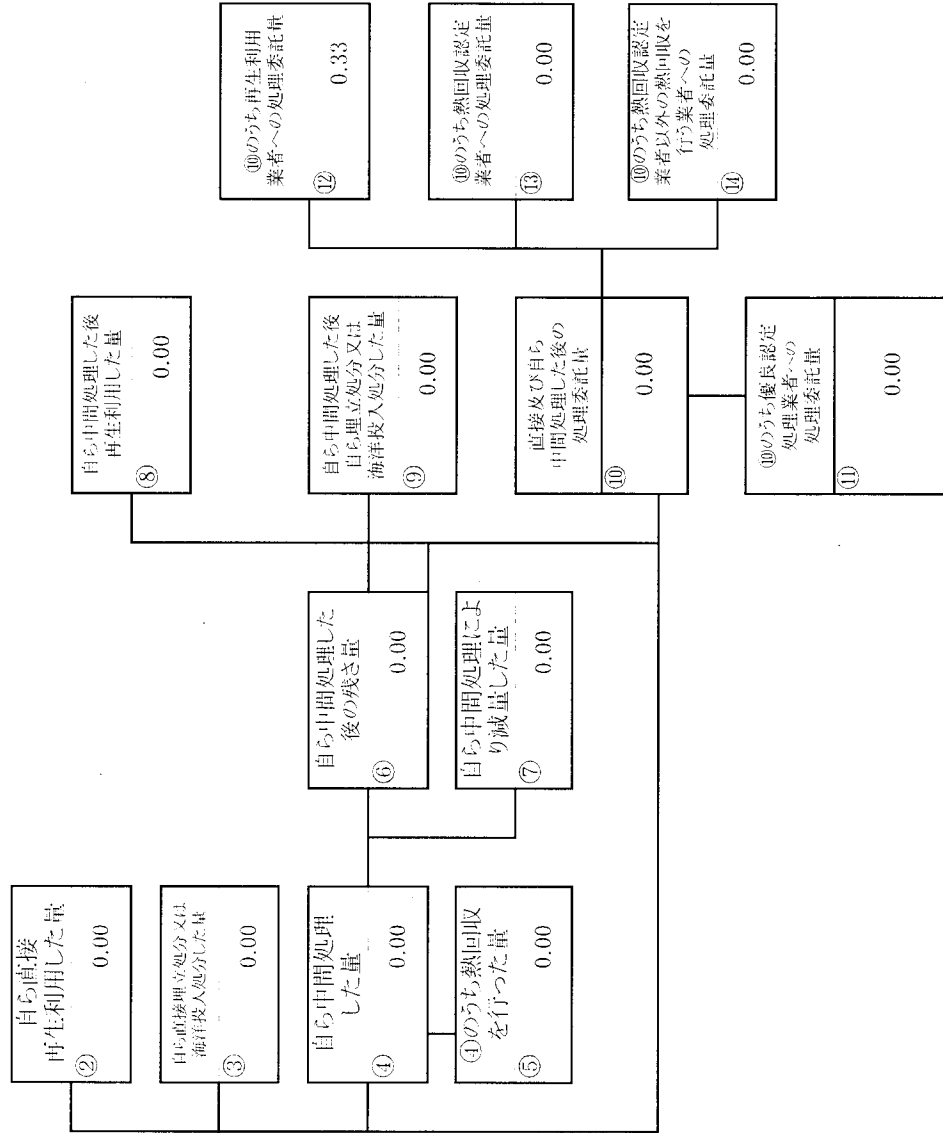 自ら直接
再生利用した量
②
0.00
自ら直接埋立処分又は
海洋投入処分した量
③
0.00
自ら中間処理
した量
④
0.00
④のうち熱回収
を行った量
⑤
0.00
自ら中間処理した
後の残さ量
⑥
0.00
自ら中間処理によ
り減量した量
⑦
0.00
自ら中間処理した後
再生利用した量
⑧
0.00
自ら中間処理した後
自ら埋立処分又は
海洋投入処分した量
⑨
0.00
直接及び自ら
中間処理した後の
処理委託量
⑩
0.00
⑩のうち優良認定
処理業者への
処理委託量
⑪
0.00
⑩のうち再生利用
業者への処理委託量
⑫
0.33
⑩のうち熱回収認定
業者への処理委託量
⑬
0.00
⑩のうち熱回収認定
業者以外の熱回収を
行う業者への
処理委託量
⑭
0.00